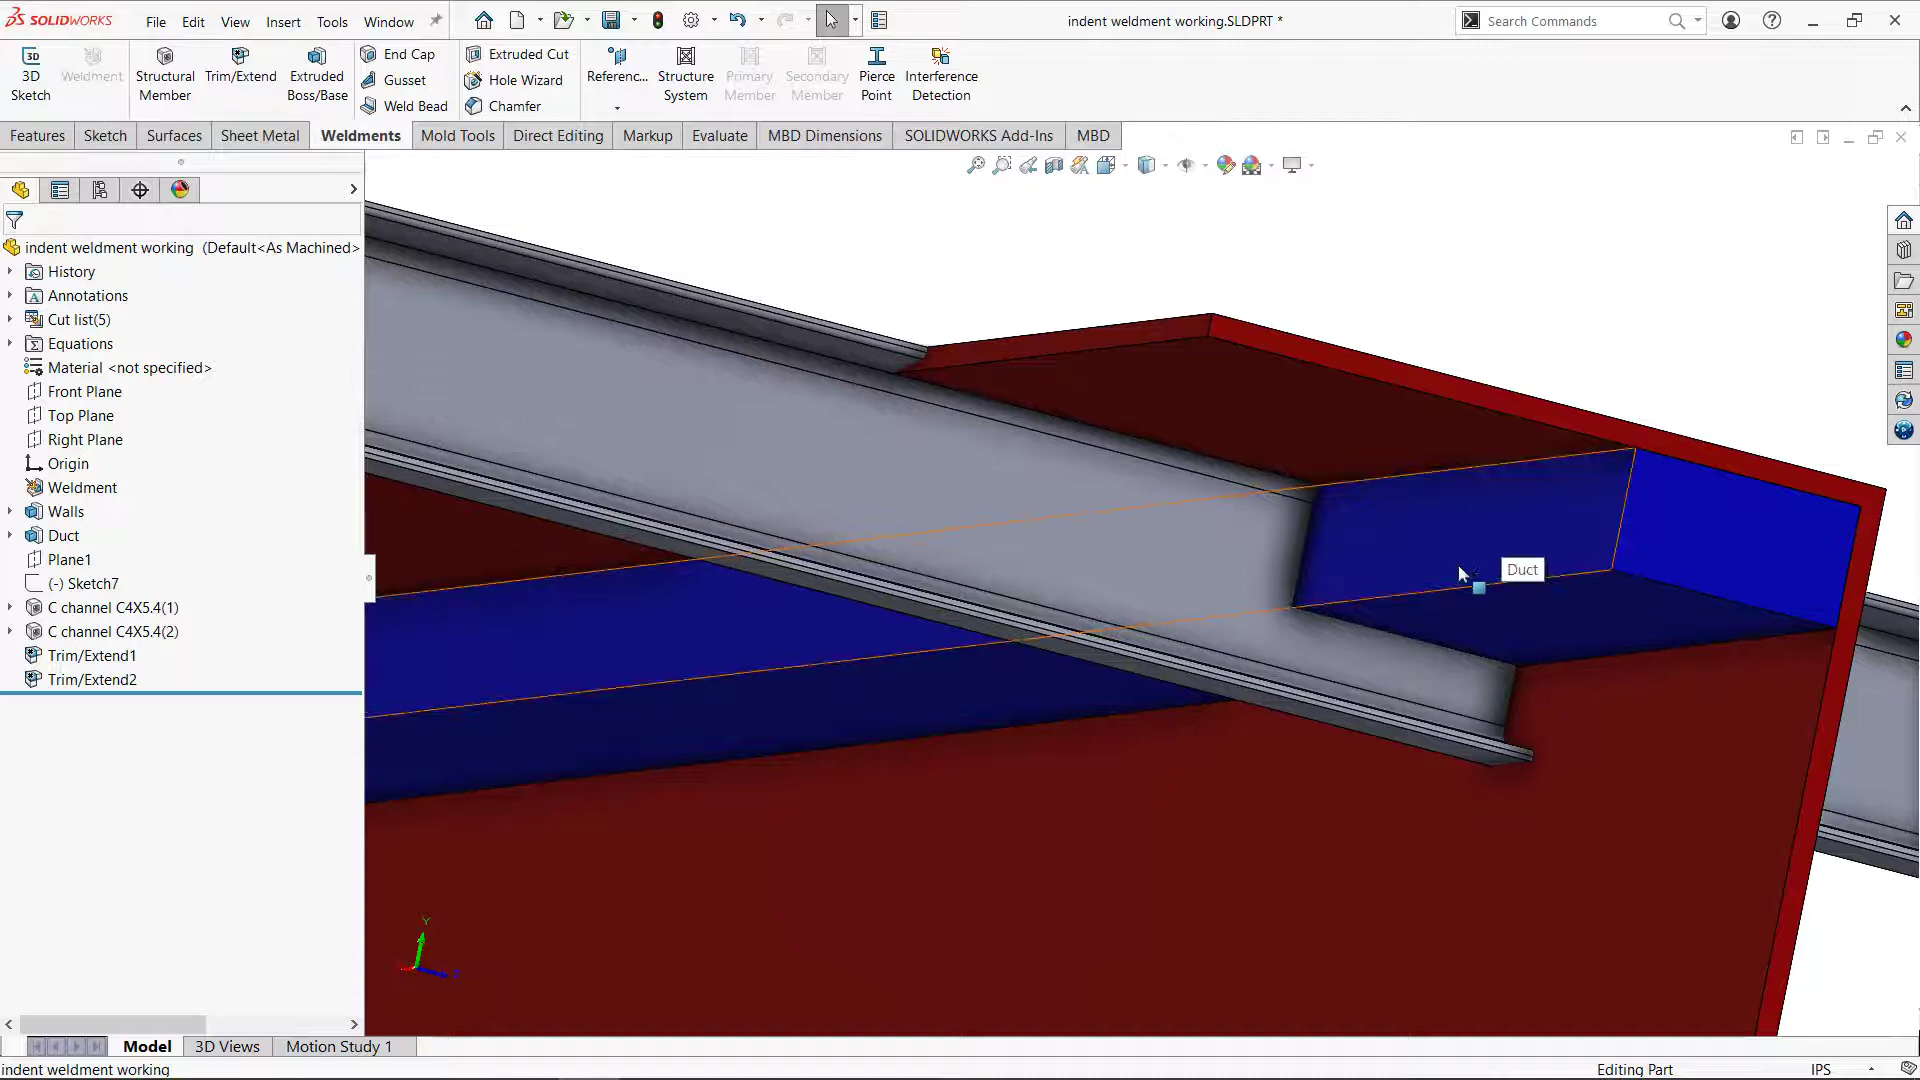 SOLIDWORKS File Edit View Insert Tools Window indent weldment working.SLDPRT * Search Commands
3D Sketch
Weldment
Structural Member
Trim/Extend
Extruded Boss/Base
End Cap
Gusset
Weld Bead
Extruded Cut
Hole Wizard
Chamfer
Referenc...
Structure System
Primary Member
Secondary Member
Pierce Point
Interference Detection
Features Sketch Surfaces Sheet Metal Weldments Mold Tools Direct Editing Markup Evaluate MBD Dimensions SOLIDWORKS Add-Ins MBD
indent weldment working (Default<As Machined>
History
Annotations
Cut list(5)
Equations
Material <not specified>
Front Plane
Top Plane
Right Plane
Origin
Weldment
Walls
Duct
Plane1
(-) Sketch7
C channel C4X5.4(1)
C channel C4X5.4(2)
Trim/Extend1
Trim/Extend2
Duct
Y
Z
Model 3D Views Motion Study 1
indent weldment working Editing Part IPS